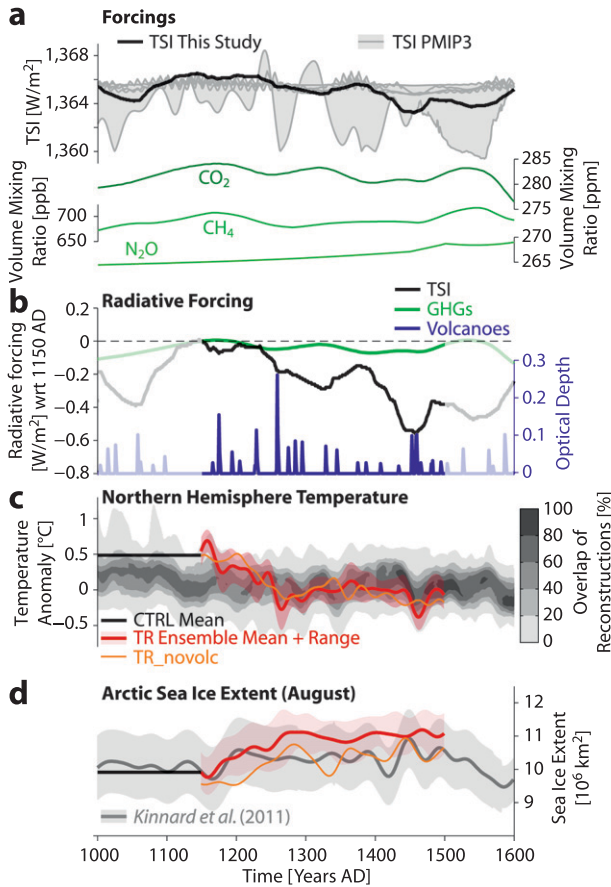 a Forcings
TSI This Study
TSI PMIP3
1,368
1,364
1,360
TSI [W/m²]
CO₂
CH₄
N₂O
700
650
Volume Mixing
Ratio [ppb]
285
280
275
270
265
Volume Mixing
Ratio [ppm]
b Radiative Forcing
TSI
GHGs
Volcanoes
0.2
0
−0.2
−0.4
−0.6
−0.8
Radiative forcing
[W/m²] wrt 1150 AD
0.3
0.2
0.1
0
Optical Depth
c Northern Hemisphere Temperature
1
0.5
0
−0.5
Temperature
Anomaly [°C]
CTRL Mean
TR Ensemble Mean + Range
TR_novolc
100
80
60
40
20
0
Overlap of
Reconstructions [%]
d Arctic Sea Ice Extent (August)
12
11
10
9
Sea Ice Extent
[10⁶ km²]
Kinnard et al. (2011)
1000 1100 1200 1300 1400 1500 1600
Time [Years AD]